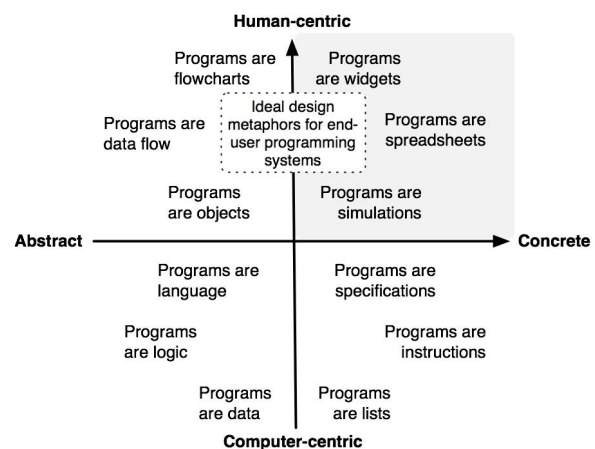 Human-centric
Programs are
flowcharts
Programs
are widgets
Ideal design
metaphors for end-
user programming
systems
Programs are
data flow
Programs are
spreadsheets
Programs
are objects
Programs are
simulations
Abstract
Concrete
Programs are
language
Programs are
specifications
Programs
are logic
Programs are
instructions
Programs
are data
Programs
are lists
Computer-centric